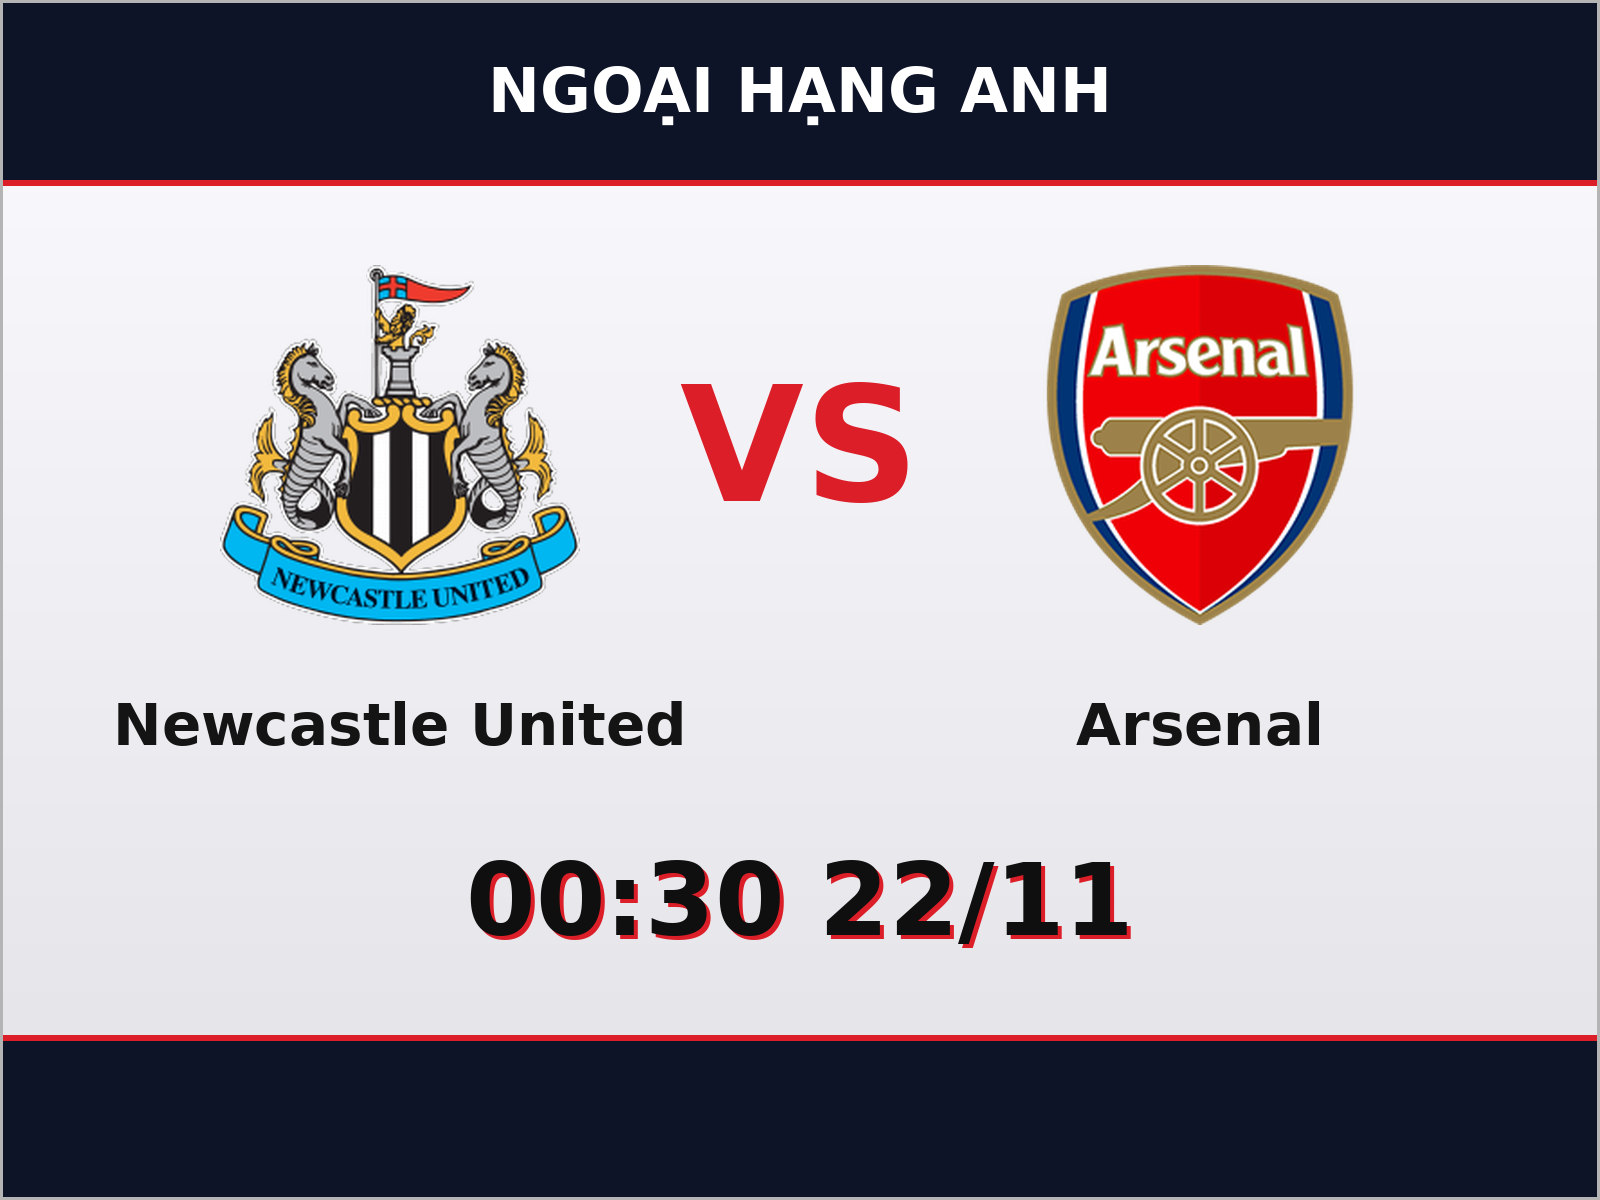 NGOẠI HẠNG ANH
Arsenal
VS
NEWCASTLE UNITED
Newcastle United
Arsenal
00:30 22/11